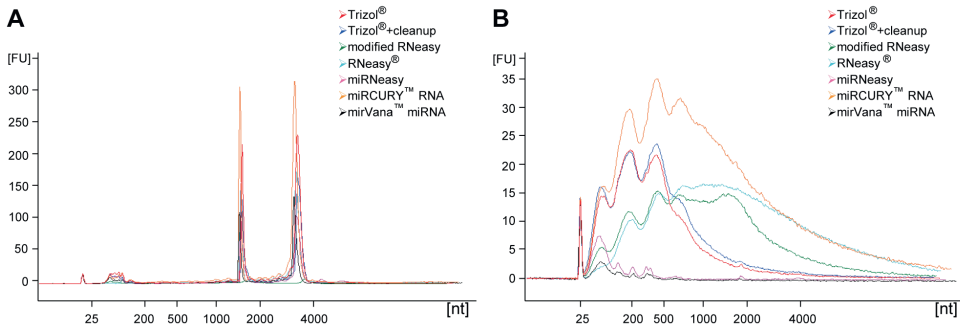 A
Trizol®
Trizol®+cleanup
modified RNeasy
RNeasy®
miRNeasy
miRCURY™ RNA
mirVana™ miRNA
[FU]
300
250
200
150
100
50
0
25 200 500 1000 2000 4000 [nt]
B
Trizol®
Trizol®+cleanup
modified RNeasy
RNeasy®
miRNeasy
miRCURY™ RNA
mirVana™ miRNA
[FU]
35
30
25
20
15
10
5
0
25 200 500 1000 2000 4000 [nt]